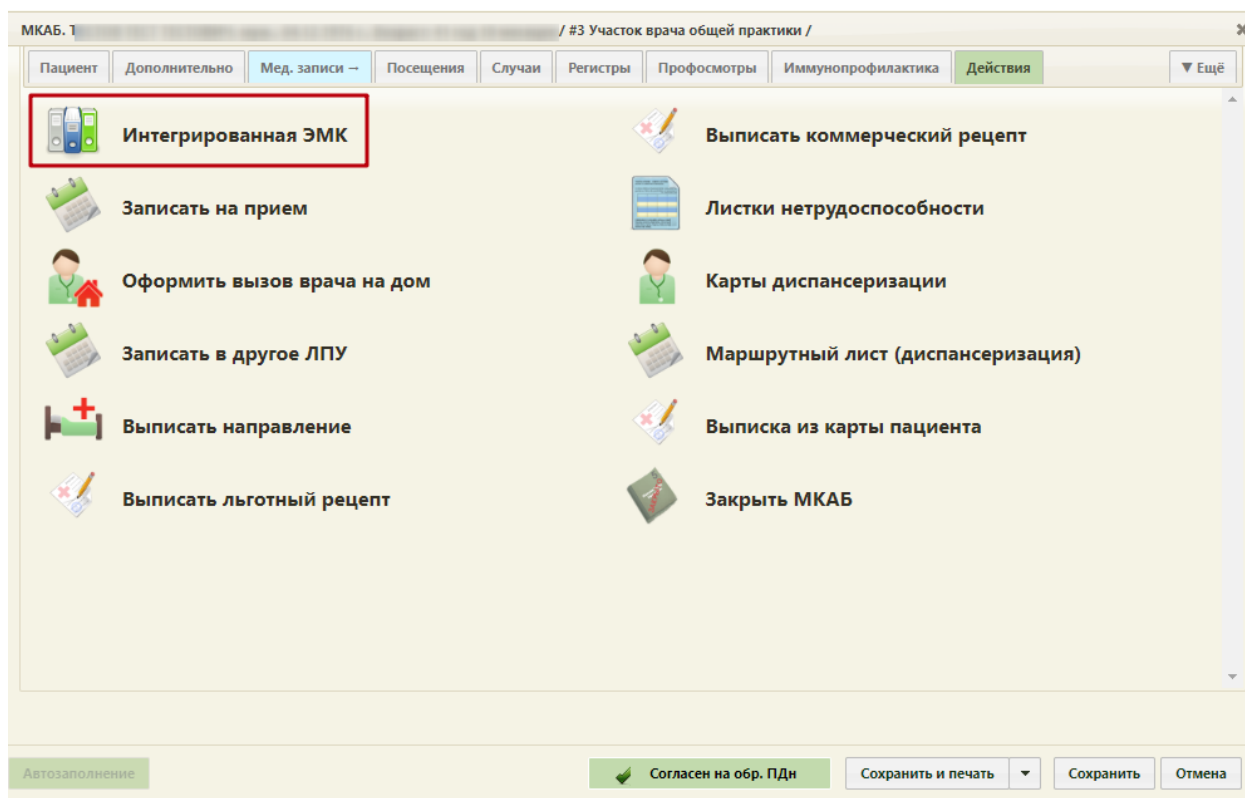 МКАБ. Т / #3 Участок врача общей практики /
Пациент Дополнительно Мед. записи → Посещения Случаи Регистры Профосмотры Иммунопрофилактика Действия ▼ Ещё
Интегрированная ЭМК
Выписать коммерческий рецепт
Записать на прием
Листки нетрудоспособности
Оформить вызов врача на дом
Карты диспансеризации
Записать в другое ЛПУ
Маршрутный лист (диспансеризация)
Выписать направление
Выписка из карты пациента
Выписать льготный рецепт
Закрыть МКАБ
Автозаполнение Согласен на обр. ПДн Сохранить и печать Сохранить Отмена